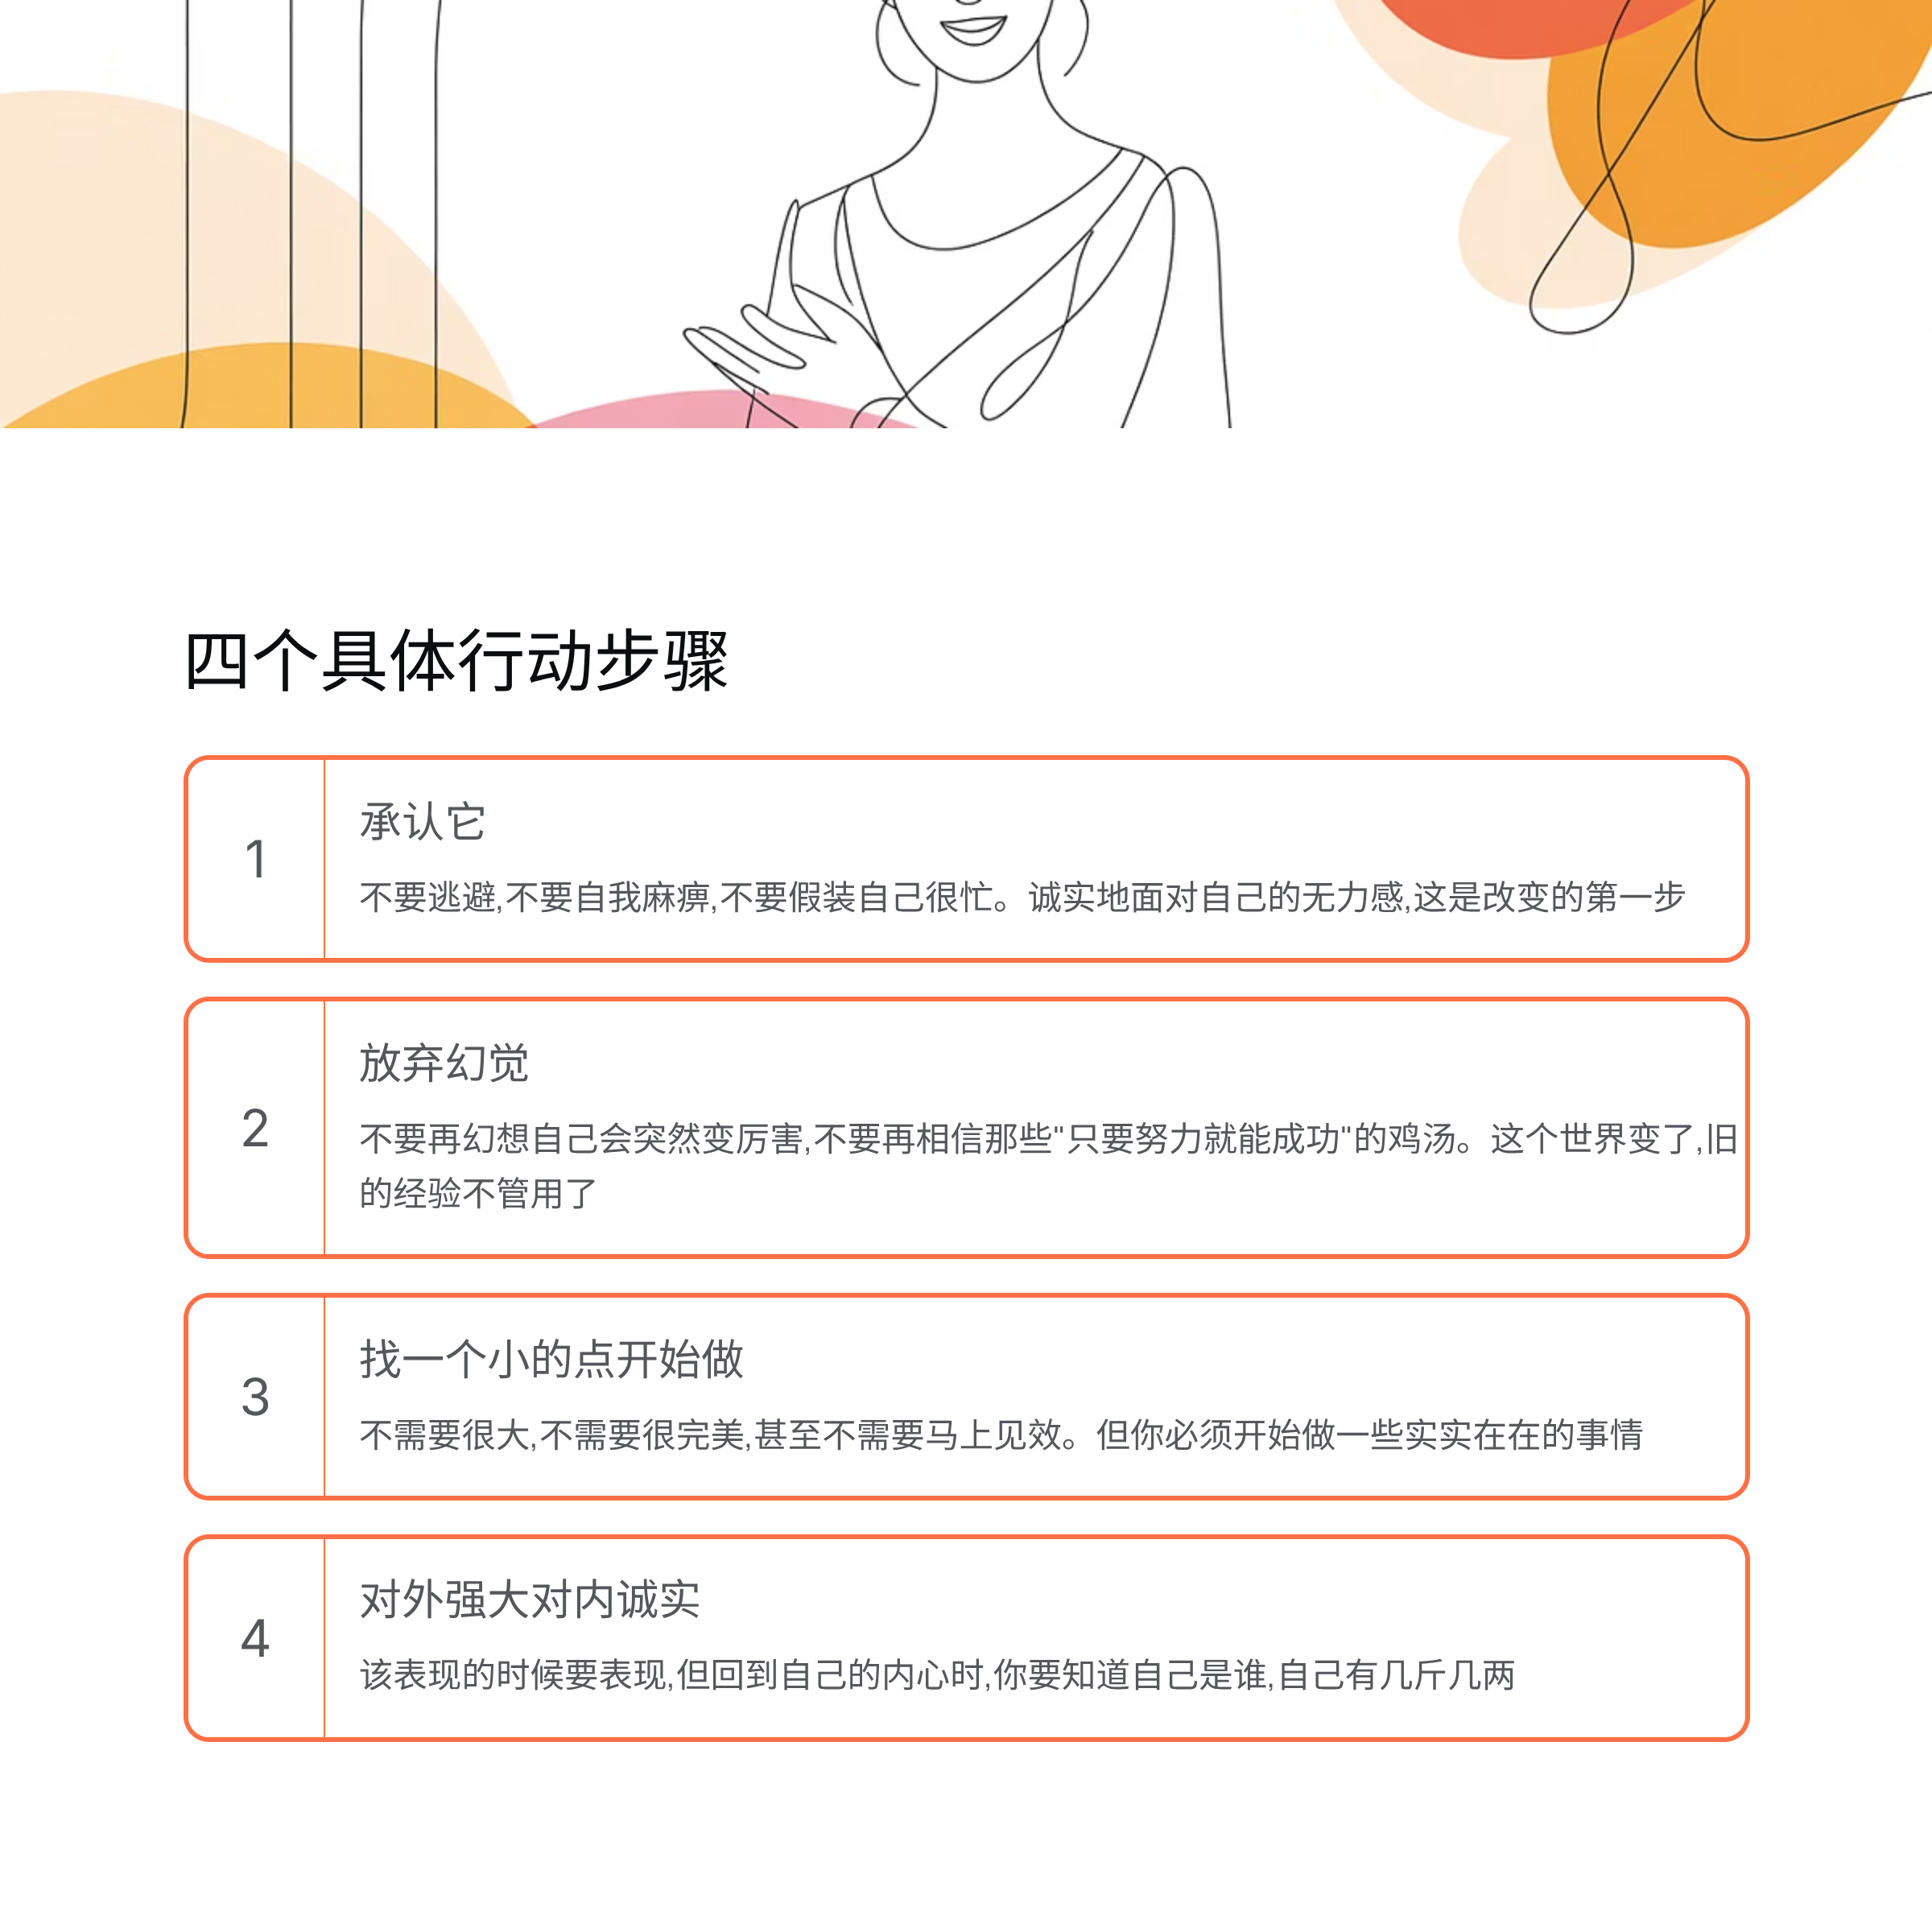 四个具体行动步骤
1
承认它
不要逃避,不要自我麻痹,不要假装自己很忙。诚实地面对自己的无力感,这是改变的第一步
2
放弃幻觉
不要再幻想自己会突然变厉害,不要再相信那些"只要努力就能成功"的鸡汤。这个世界变了,旧
的经验不管用了
3
找一个小的点开始做
不需要很大,不需要很完美,甚至不需要马上见效。但你必须开始做一些实实在在的事情
4
对外强大对内诚实
该表现的时候要表现,但回到自己的内心时,你要知道自己是谁,自己有几斤几两